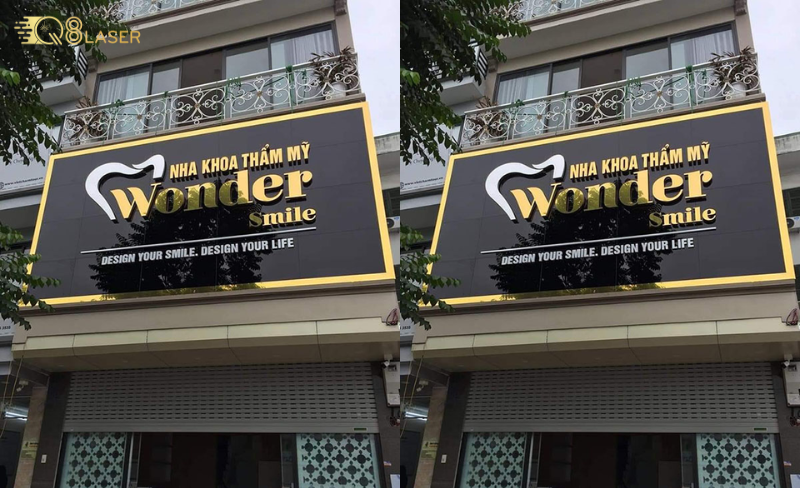 Q8LASER
NHA KHOA THẨM MỸ
Wonder
Smile
DESIGN YOUR SMILE. DESIGN YOUR LIFE
NHA KHOA THẨM MỸ
Wonder
Smile
DESIGN YOUR SMILE. DESIGN YOUR LIFE